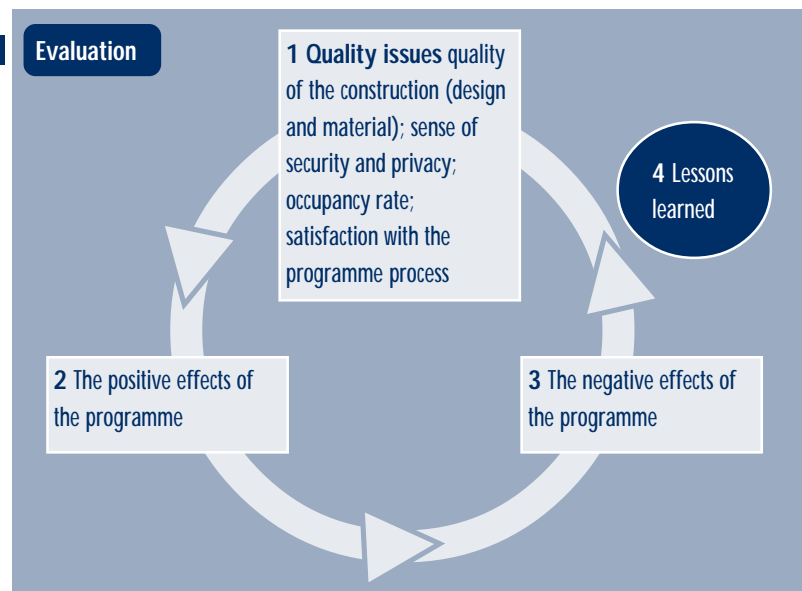 Evaluation
1 Quality issues quality
of the construction (design
and material); sense of
security and privacy;
occupancy rate;
satisfaction with the
programme process
4 Lessons
learned
2 The positive effects of
the programme
3 The negative effects of
the programme